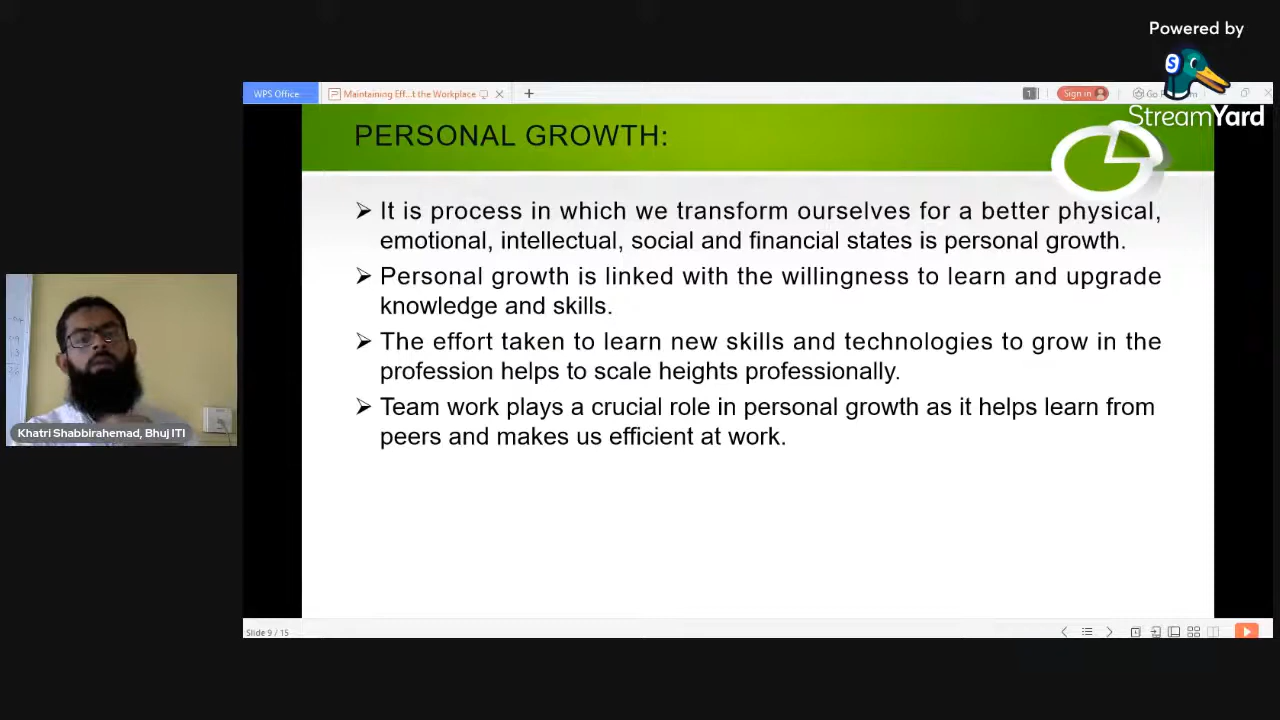 Powered by
StreamYard
WPS Office
Maintaining Eff...t the Workplace
1
Sign in
PERSONAL GROWTH:
➢ It is process in which we transform ourselves for a better physical,
emotional, intellectual, social and financial states is personal growth.
➢ Personal growth is linked with the willingness to learn and upgrade
knowledge and skills.
➢ The effort taken to learn new skills and technologies to grow in the
profession helps to scale heights professionally.
➢ Team work plays a crucial role in personal growth as it helps learn from
peers and makes us efficient at work.
Khatri Shabbirahemad, Bhuj ITI
Slide 9 / 15